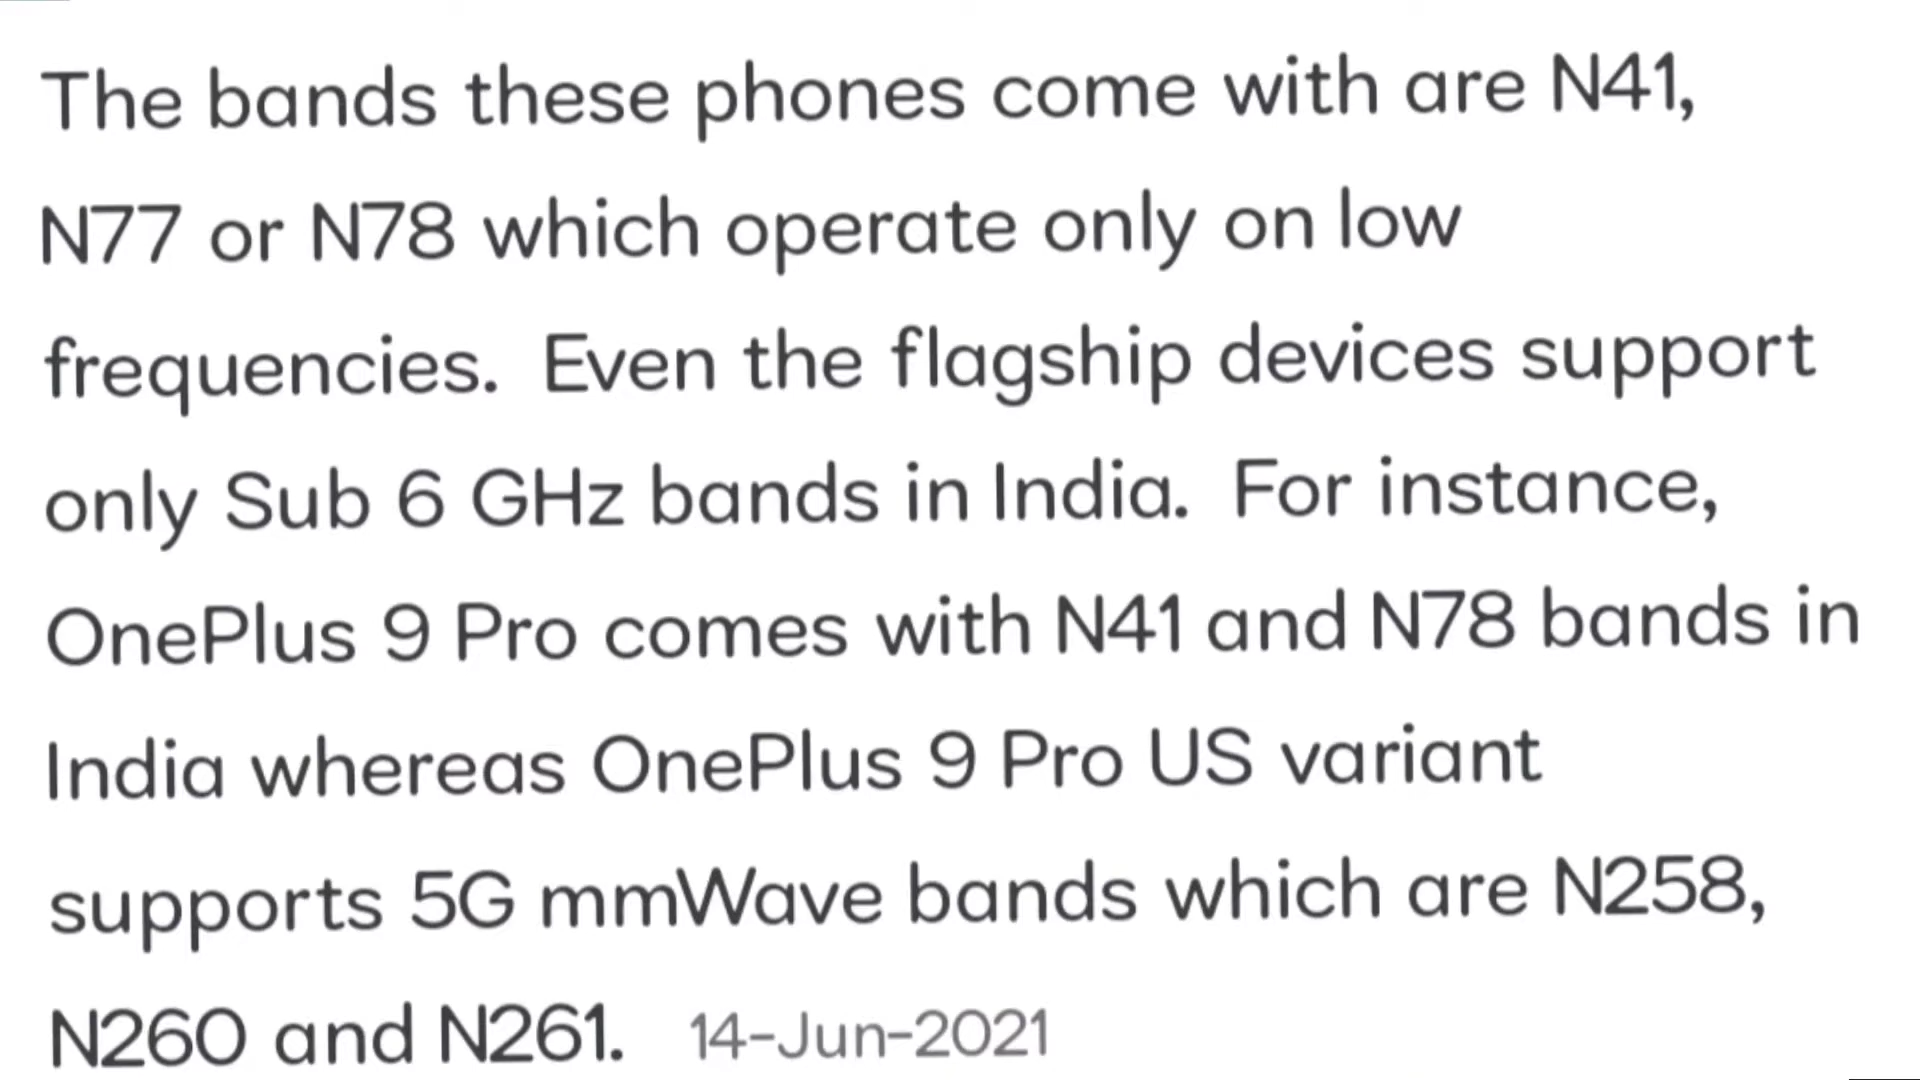 The bands these phones come with are N41,
N77 or N78 which operate only on low
frequencies. Even the flagship devices support
only Sub 6 GHz bands in India. For instance,
OnePlus 9 Pro comes with N41 and N78 bands in
India whereas OnePlus 9 Pro US variant
supports 5G mmWave bands which are N258,
N260 and N261. 14-Jun-2021